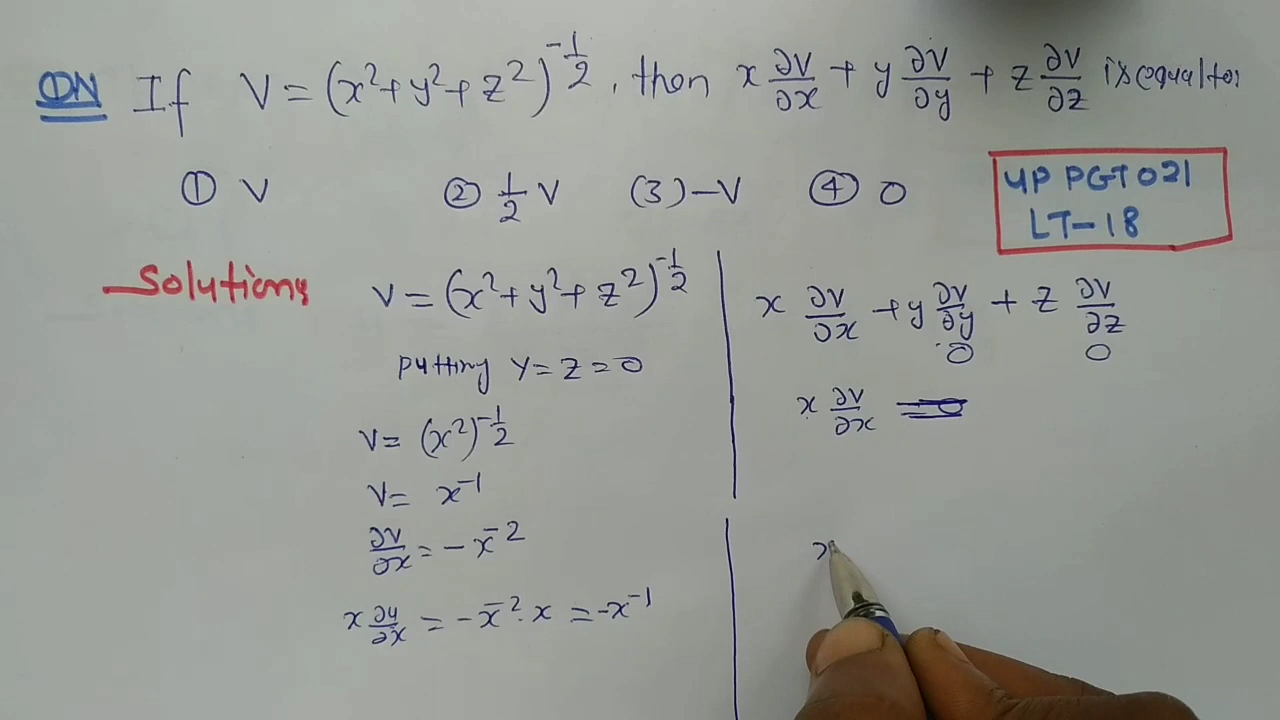 QN If V = (x²+y²+z²)^-1/2, then x ∂V/∂x + y ∂V/∂y + z ∂V/∂z is equal to
① V ② 1/2 V (3) -V ④ 0
UP PGT 021
LT-18
Solutions
V = (x²+y²+z²)^-1/2
putting y=z=0
V = (x²)^-1/2
V = x^-1
∂V/∂x = -x^-2
x ∂y/∂x = -x^-2 . x = -x^-1
x ∂V/∂x + y ∂V/∂y + z ∂V/∂z
0 0
x ∂V/∂x